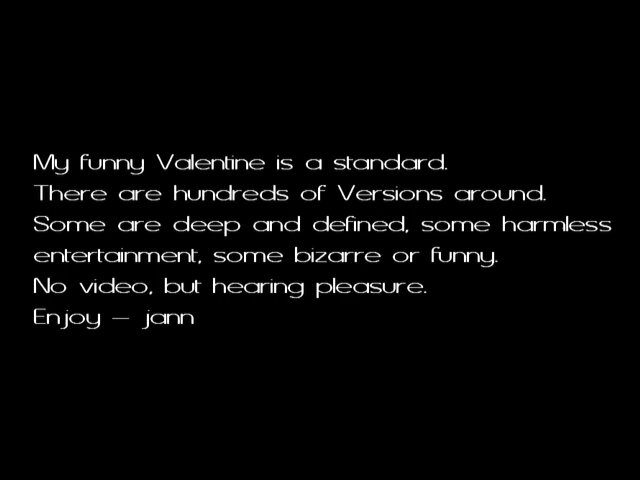 My funny Valentine is a standard.
There are hundreds of Versions around.
Some are deep and defined, some harmless
entertainment, some bizarre or funny.
No video, but hearing pleasure.
Enjoy – jann